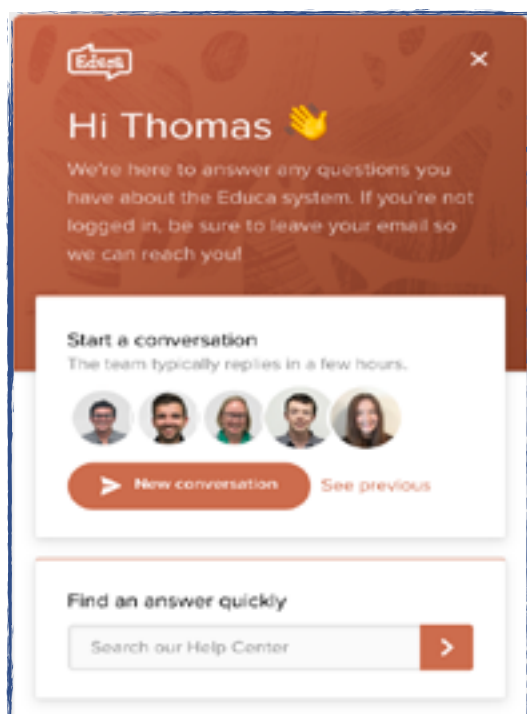 Educa
Hi Thomas 👋
We're here to answer any questions you
have about the Educa system. If you're not
logged in, be sure to leave your email so
we can reach you!
Start a conversation
The team typically replies in a few hours.
New conversation See previous
Find an answer quickly
Search our Help Center